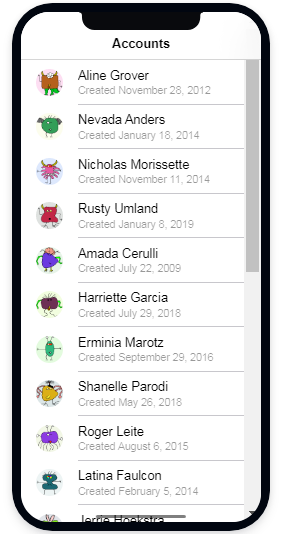 Accounts
Aline Grover
Created November 28, 2012
Nevada Anders
Created January 18, 2014
Nicholas Morissette
Created November 11, 2014
Rusty Umland
Created January 8, 2019
Amada Cerulli
Created July 22, 2009
Harriette Garcia
Created July 29, 2018
Erminia Marotz
Created September 29, 2016
Shanelle Parodi
Created May 26, 2018
Roger Leite
Created August 6, 2015
Latina Faulcon
Created February 5, 2014
Jerrie Hoekstra